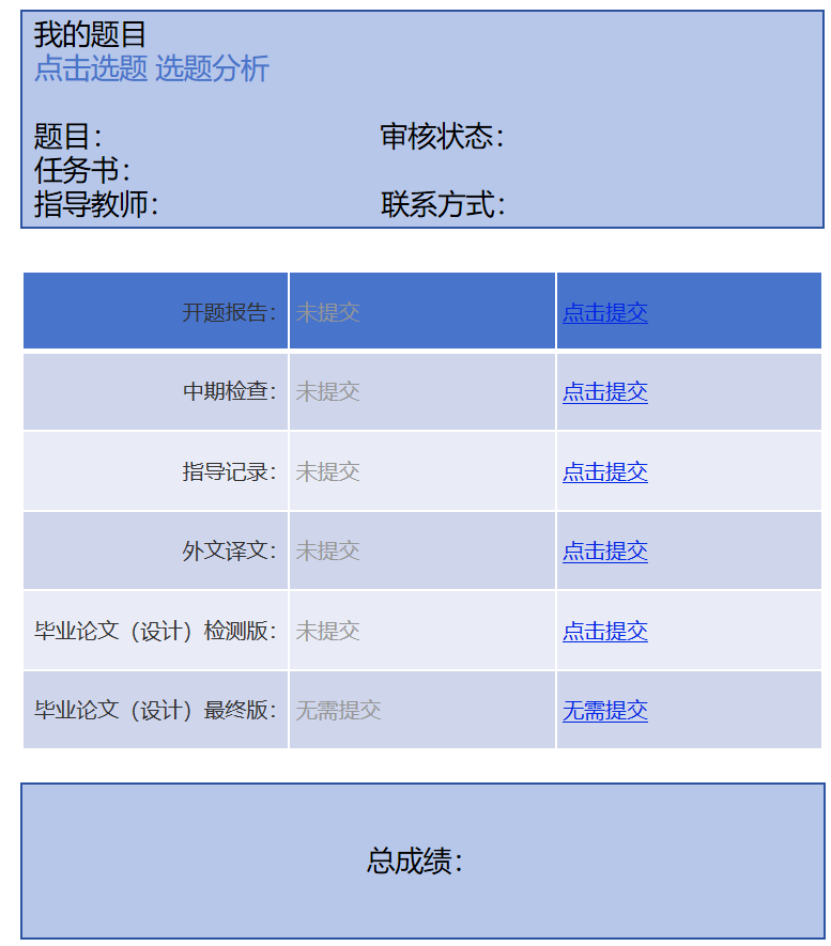 我的题目
点击选题 选题分析
题目： 审核状态：
任务书：
指导教师： 联系方式：
开题报告： 未提交 点击提交
中期检查： 未提交 点击提交
指导记录： 未提交 点击提交
外文译文： 未提交 点击提交
毕业论文（设计）检测版： 未提交 点击提交
毕业论文（设计）最终版： 无需提交 无需提交
总成绩：